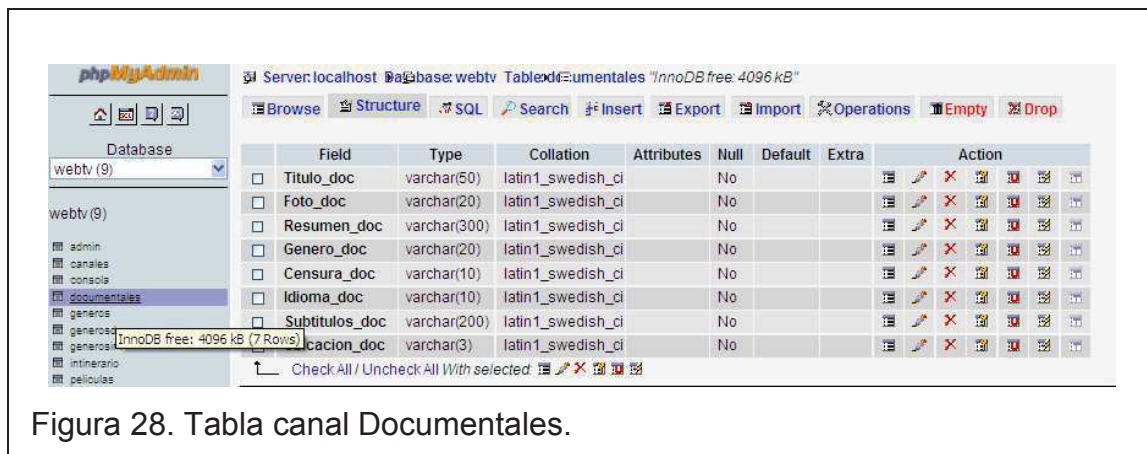 phpMyAdmin
Server: localhost Database: webtv Table: documentales "InnoDB free: 4096 kB"
Browse Structure SQL Search Insert Export Import Operations Empty Drop
Database
webtv (9)
webtv (9)
admin
canales
consola
documentales
generos
peliculas
intinerario
InnoDB free: 4096 kB (7 Rows)
Field Type Collation Attributes Null Default Extra Action
Titulo_doc varchar(50) latin1_swedish_ci No
Foto_doc varchar(20) latin1_swedish_ci No
Resumen_doc varchar(300) latin1_swedish_ci No
Genero_doc varchar(20) latin1_swedish_ci No
Censura_doc varchar(10) latin1_swedish_ci No
Idioma_doc varchar(10) latin1_swedish_ci No
Subtitulos_doc varchar(200) latin1_swedish_ci No
varchar(3) latin1_swedish_ci No
Check All / Uncheck All With selected:
Figura 28. Tabla canal Documentales.